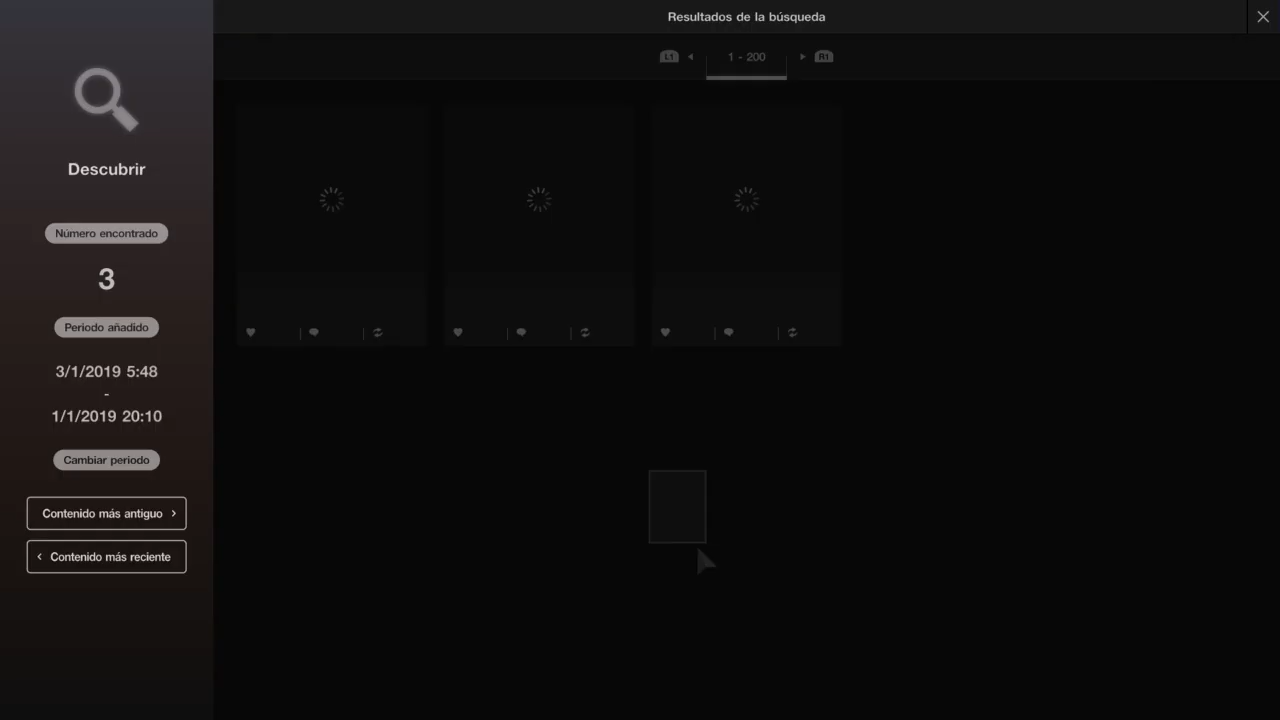 Resultados de la búsqueda
L1 1 - 200 R1
Descubrir
Número encontrado
3
Periodo añadido
3/1/2019 5:48
-
1/1/2019 20:10
Cambiar periodo
Contenido más antiguo
Contenido más reciente